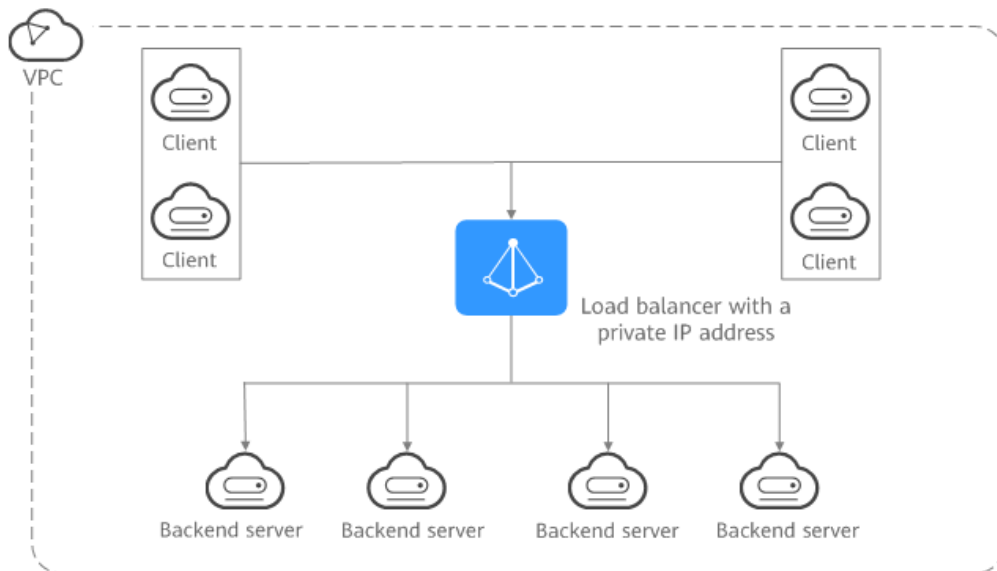 VPC
Client
Client
Client
Client
Load balancer with a
private IP address
Backend server
Backend server
Backend server
Backend server